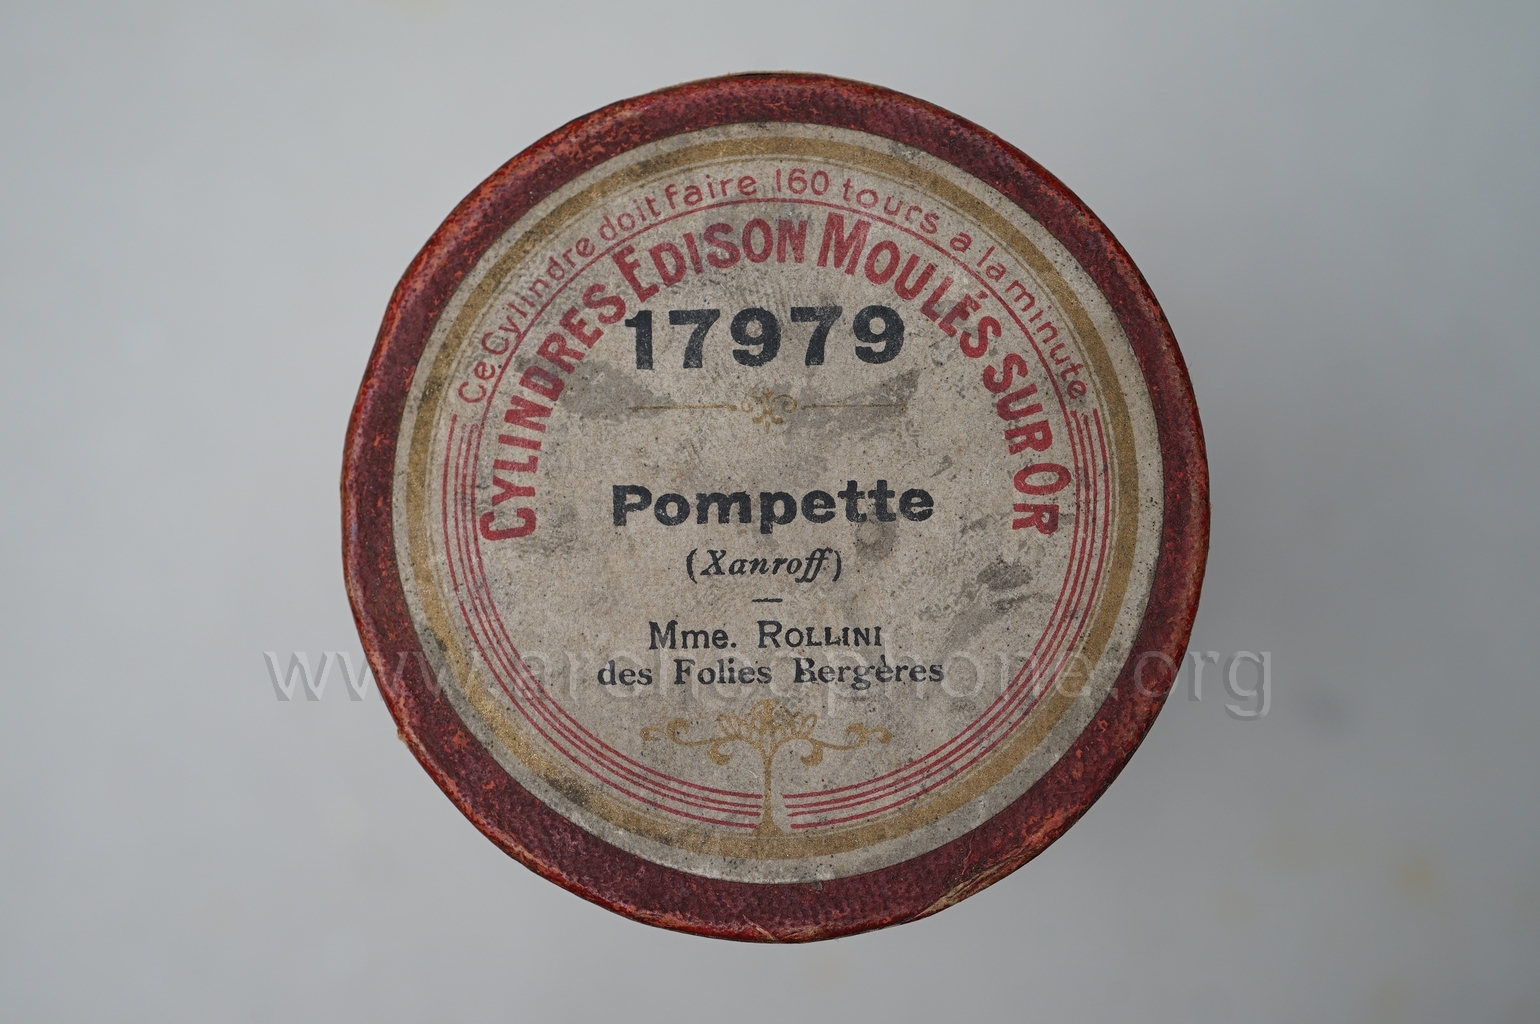 Ce Cylindre doit faire 160 tours a la minute
CYLINDRES EDISON MOULÉS SUR OR
17979
Pompette
(Xanroff)
Mme. ROLLINI
des Folies Bergères
www.archeophone.org